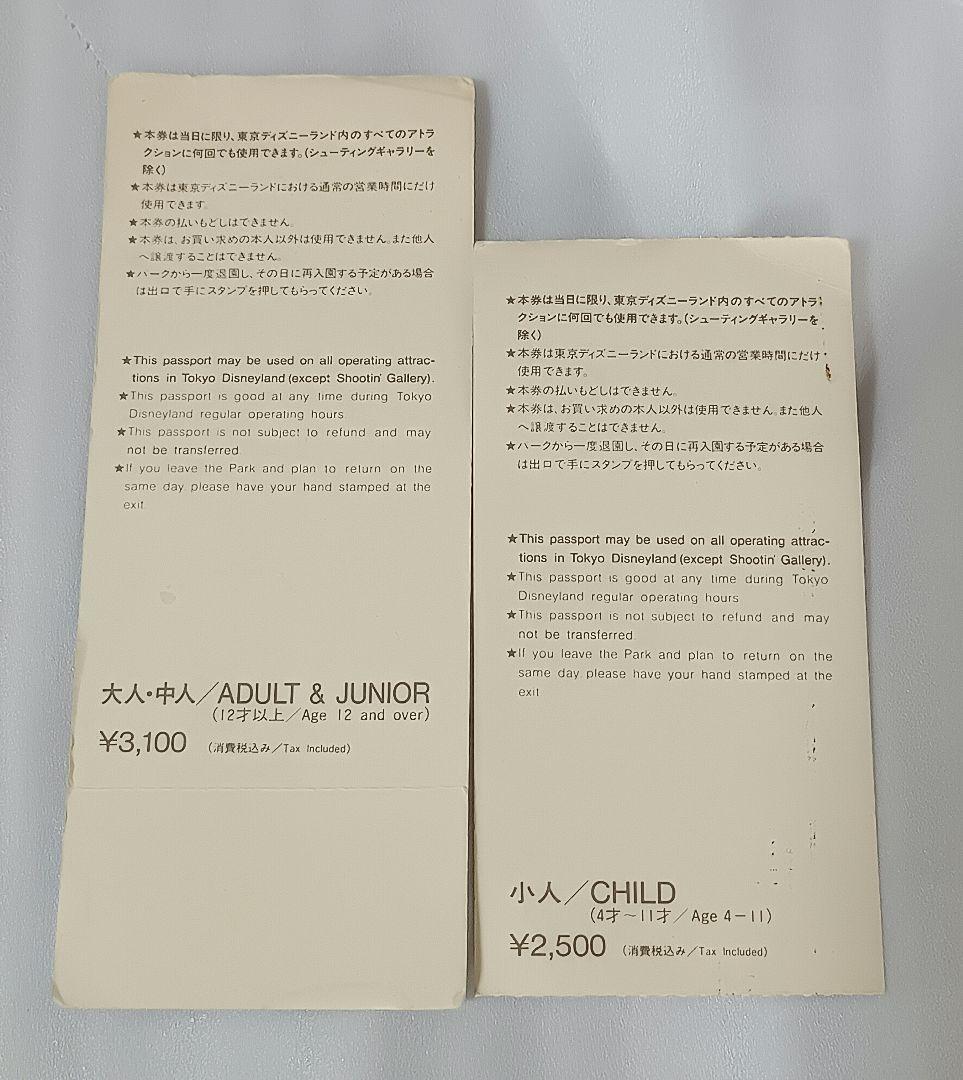 ★本券は当日に限り、東京ディズニーランド内のすべてのアトラ
クションに何回でも使用できます。(シューティングギャラリーを
除く)
★本券は東京ディズニーランドにおける通常の営業時間にだけ
使用できます。
★本券の払いもどしはできません。
★本券は、お買い求めの本人以外は使用できません。また他人
へ譲渡することはできません。
★パークから一度退園し、その日に再入園する予定がある場合
は出口で手にスタンプを押してもらってください。
★This passport may be used on all operating attrac-
tions in Tokyo Disneyland (except Shootin' Gallery).
★This passport is good at any time during Tokyo
Disneyland regular operating hours.
★This passport is not subject to refund and may
not be transferred.
★If you leave the Park and plan to return on the
same day please have your hand stamped at the
exit.
大人・中人／ADULT & JUNIOR
(12才以上／Age 12 and over)
¥3,100 (消費税込み／Tax Included)
★本券は当日に限り、東京ディズニーランド内のすべてのアトラ
クションに何回でも使用できます。(シューティングギャラリーを
除く)
★本券は東京ディズニーランドにおける通常の営業時間にだけ
使用できます。
★本券の払いもどしはできません。
★本券は、お買い求めの本人以外は使用できません。また他人
へ譲渡することはできません。
★パークから一度退園し、その日に再入園する予定がある場合
は出口で手にスタンプを押してもらってください。
★This passport may be used on all operating attrac-
tions in Tokyo Disneyland (except Shootin' Gallery).
★This passport is good at any time during Tokyo
Disneyland regular operating hours.
★This passport is not subject to refund and may
not be transferred.
★If you leave the Park and plan to return on the
same day please have your hand stamped at the
exit.
小人／CHILD
(4才～11才／Age 4－11)
¥2,500 (消費税込み／Tax Included)